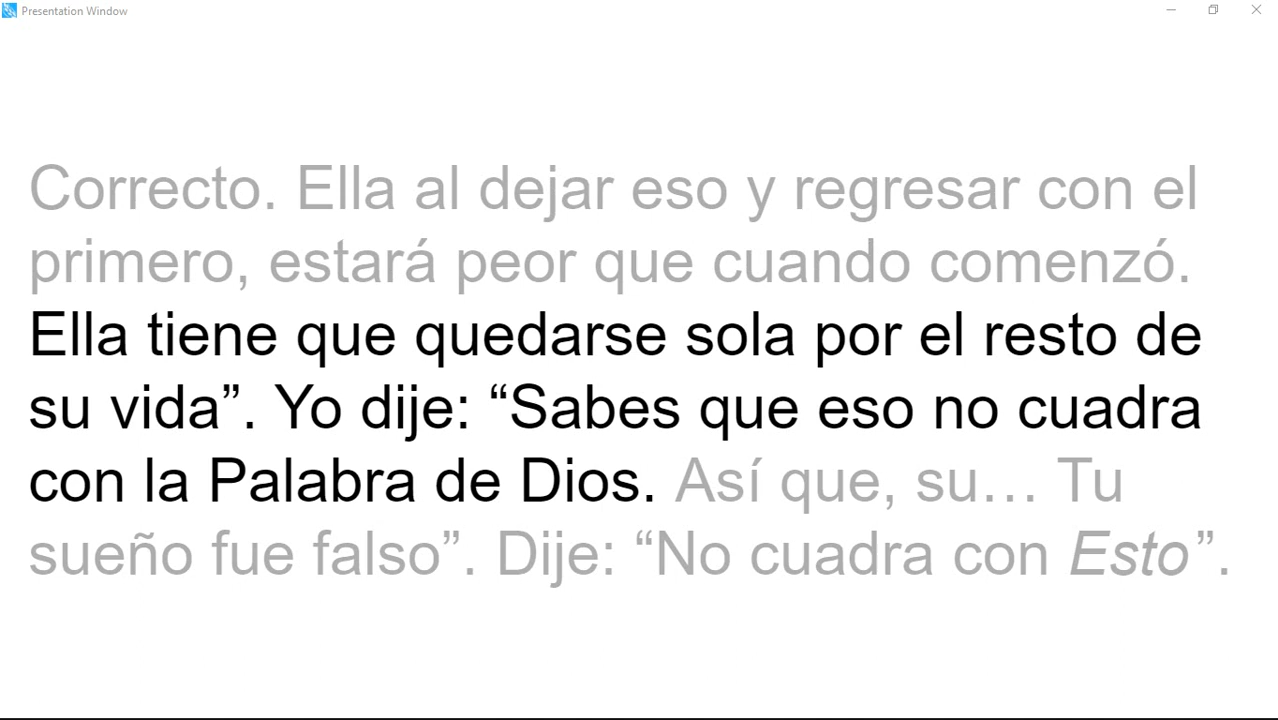 Presentation Window
Correcto. Ella al dejar eso y regresar con el
primero, estará peor que cuando comenzó.
Ella tiene que quedarse sola por el resto de
su vida”. Yo dije: “Sabes que eso no cuadra
con la Palabra de Dios. Así que, su… Tu
sueño fue falso”. Dije: “No cuadra con Esto”.